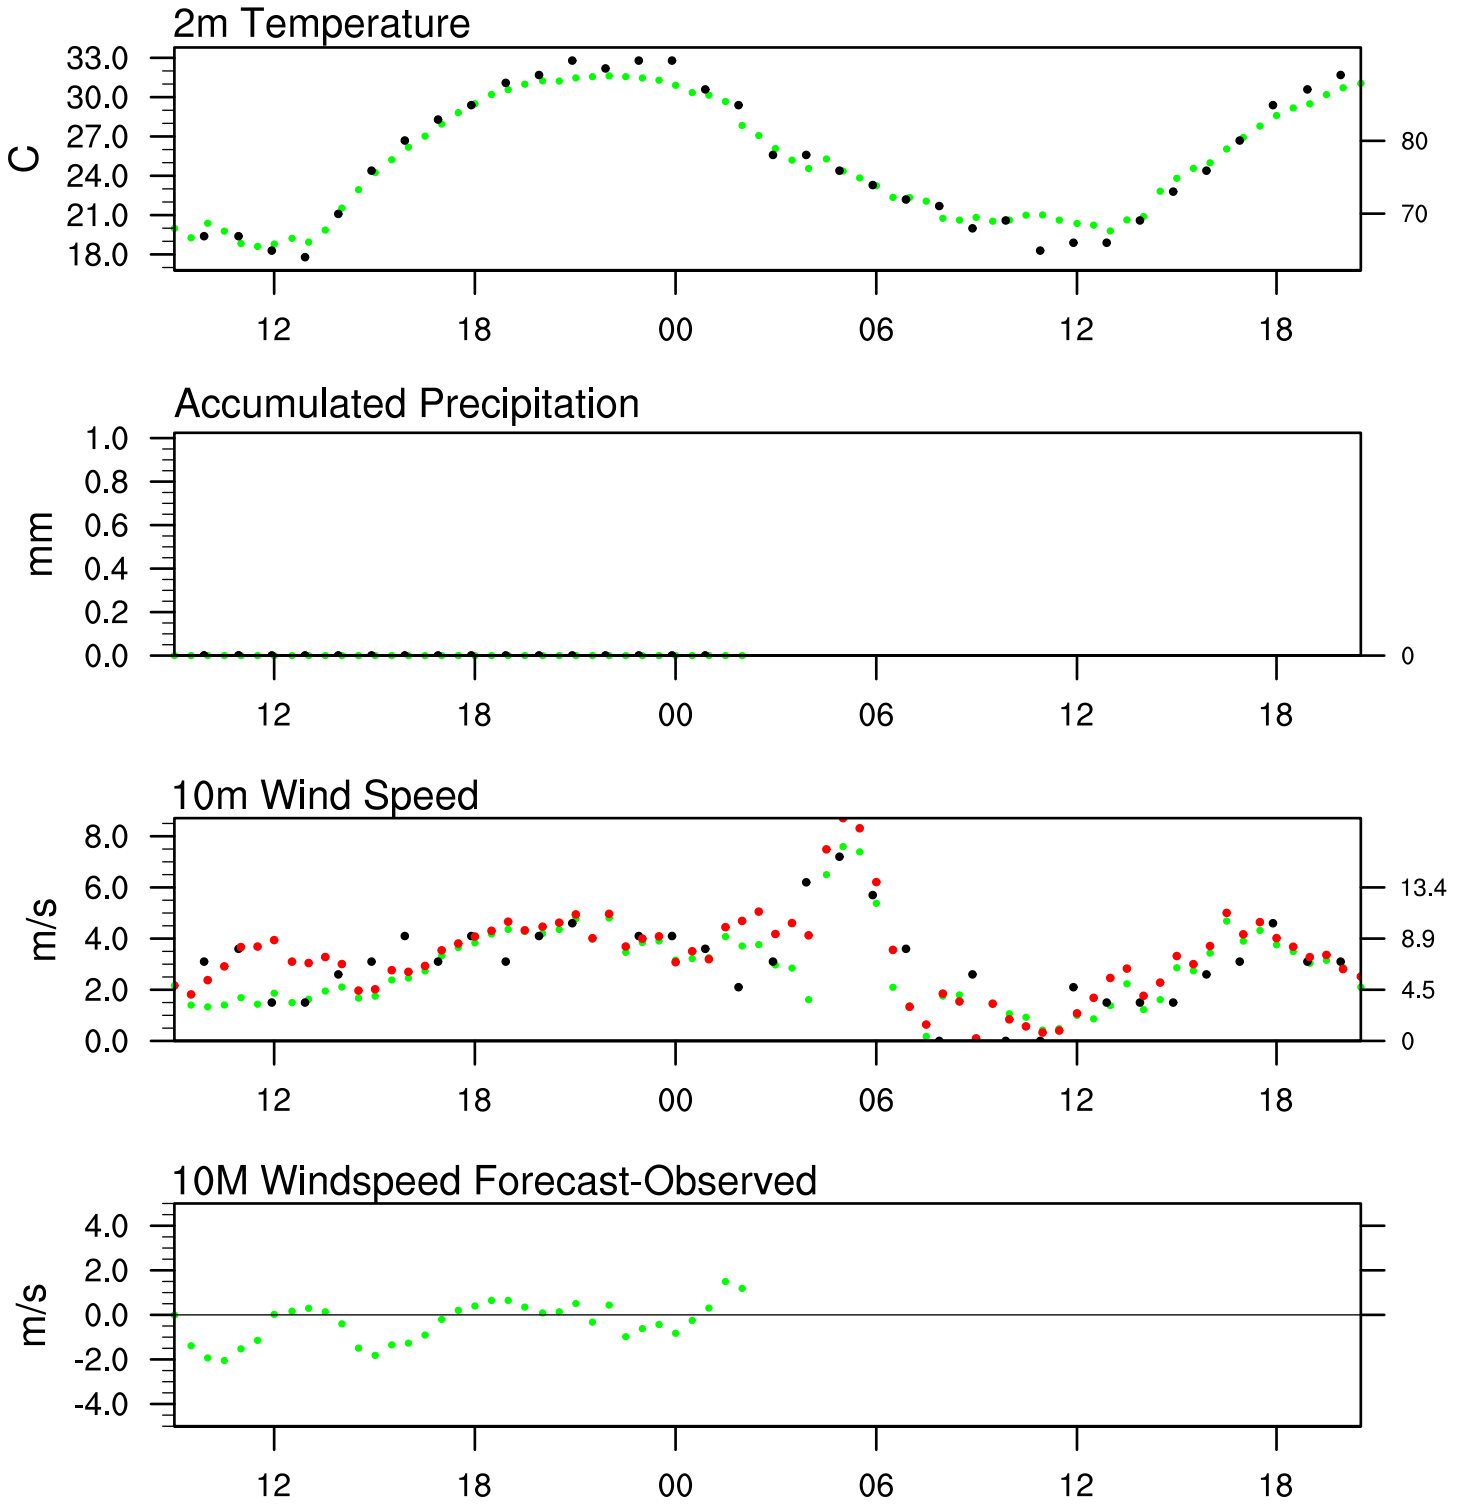 2m Temperature
33.0
30.0
27.0
24.0
21.0
18.0
C
80
70
12 18 00 06 12 18
Accumulated Precipitation
1.0
0.8
0.6
0.4
0.2
0.0
mm
0
12 18 00 06 12 18
10m Wind Speed
8.0
6.0
4.0
2.0
0.0
m/s
13.4
8.9
4.5
0
12 18 00 06 12 18
10M Windspeed Forecast-Observed
4.0
2.0
0.0
-2.0
-4.0
m/s
12 18 00 06 12 18